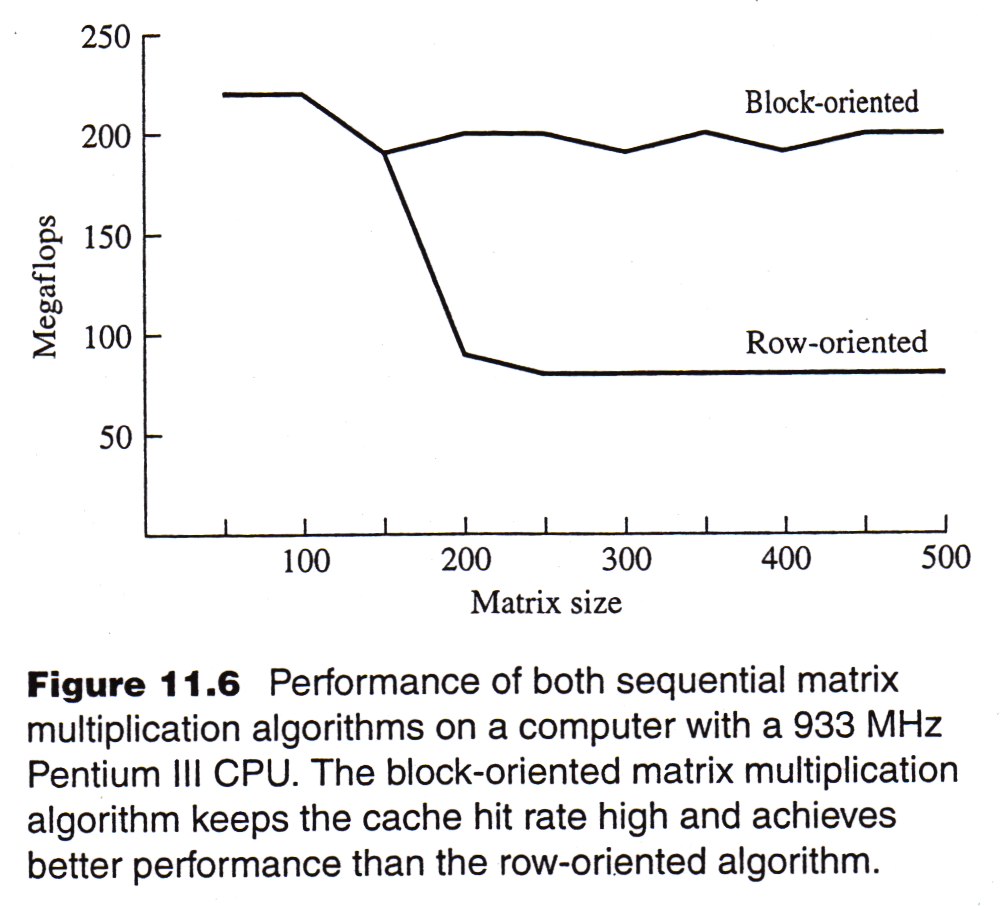 250
200
150
100
50
Megaflops
Block-oriented
Row-oriented
100 200 300 400 500
Matrix size
Figure 11.6 Performance of both sequential matrix
multiplication algorithms on a computer with a 933 MHz
Pentium III CPU. The block-oriented matrix multiplication
algorithm keeps the cache hit rate high and achieves
better performance than the row-oriented algorithm.